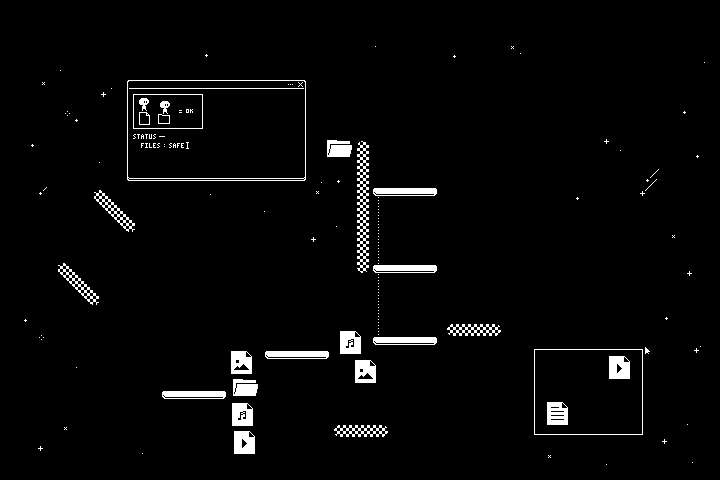 = OK
STATUS —
FILES : SAFE